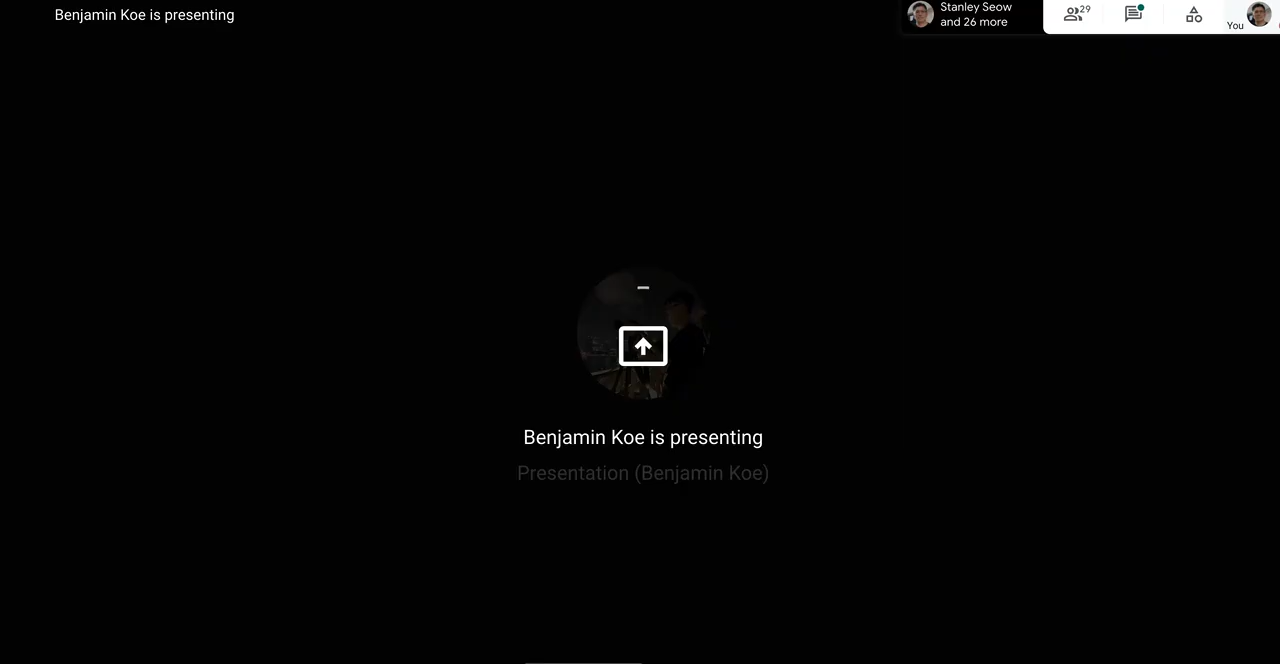 Benjamin Koe is presenting
Stanley Seow
and 26 more
29
You
Benjamin Koe is presenting
Presentation (Benjamin Koe)